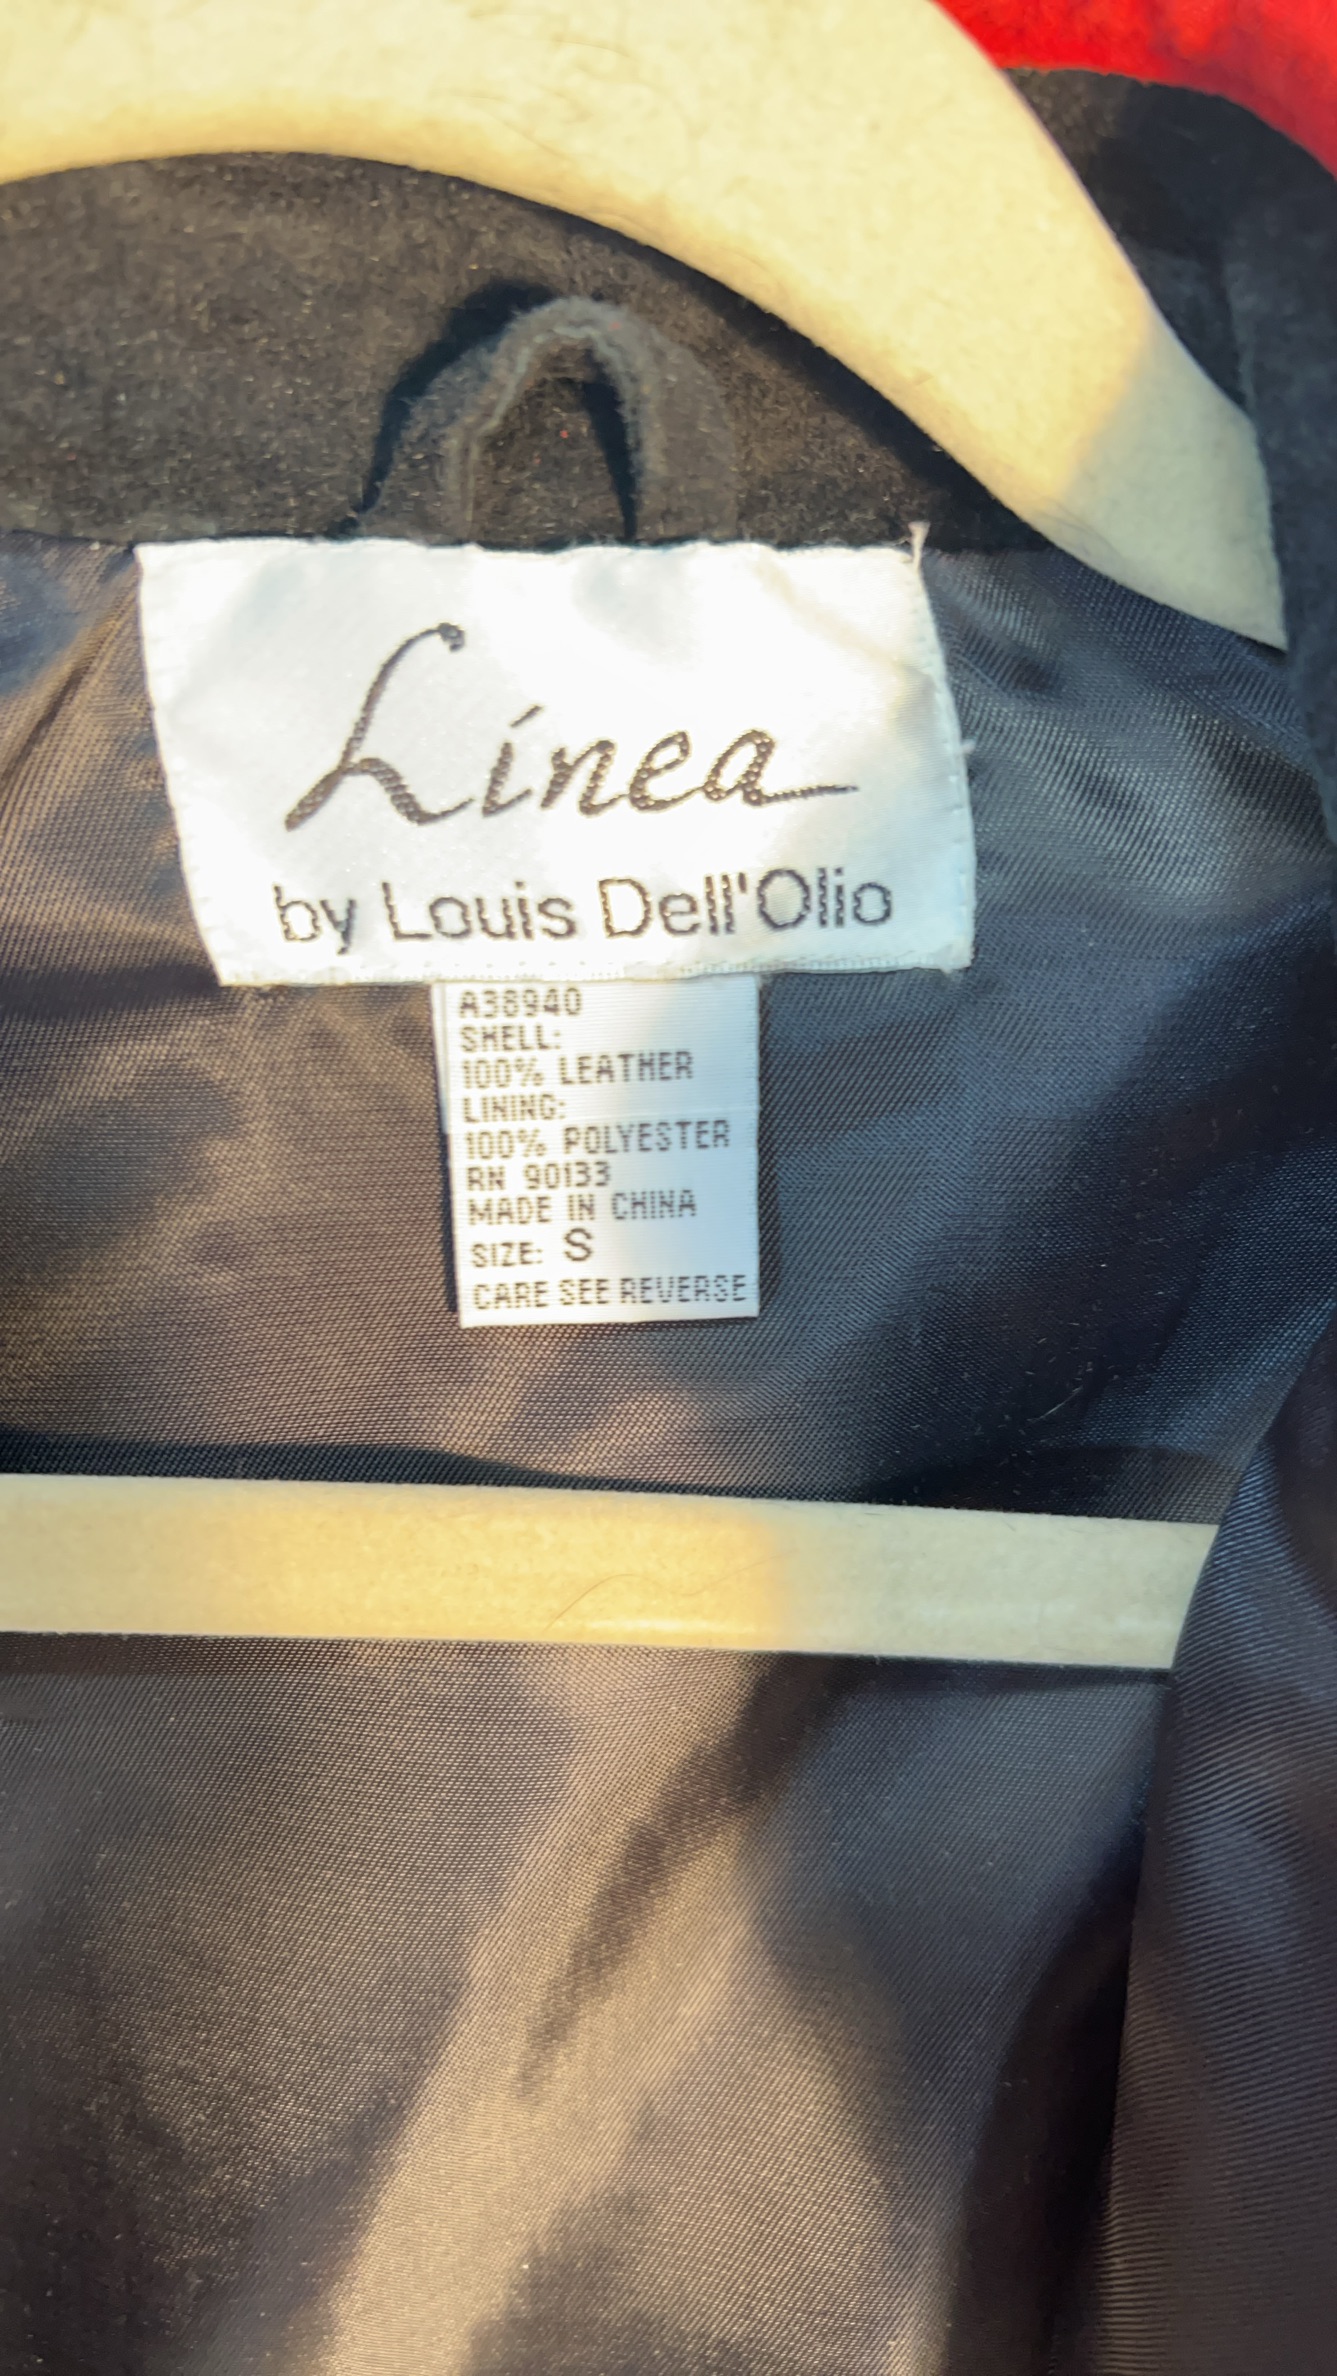 Linea
by Louis Dell'Olio
A38940
SHELL:
100% LEATHER
LINING:
100% POLYESTER
RN 90133
MADE IN CHINA
SIZE: S
CARE SEE REVERSE